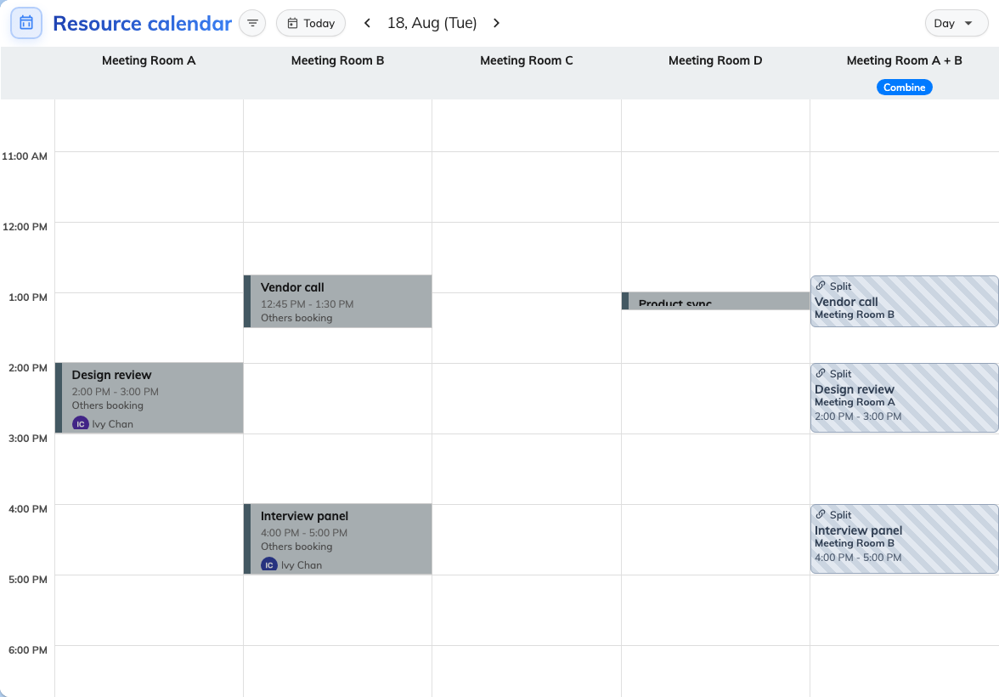 Resource calendar
Today
18, Aug (Tue)
Day
Meeting Room A
Meeting Room B
Meeting Room C
Meeting Room D
Meeting Room A + B
Combine
11:00 AM
12:00 PM
1:00 PM
2:00 PM
3:00 PM
4:00 PM
5:00 PM
6:00 PM
Design review
2:00 PM - 3:00 PM
Others booking
IC Ivy Chan
Vendor call
12:45 PM - 1:30 PM
Others booking
Interview panel
4:00 PM - 5:00 PM
Others booking
IC Ivy Chan
Product sync
Split
Vendor call
Meeting Room B
Split
Design review
Meeting Room A
2:00 PM - 3:00 PM
Split
Interview panel
Meeting Room B
4:00 PM - 5:00 PM